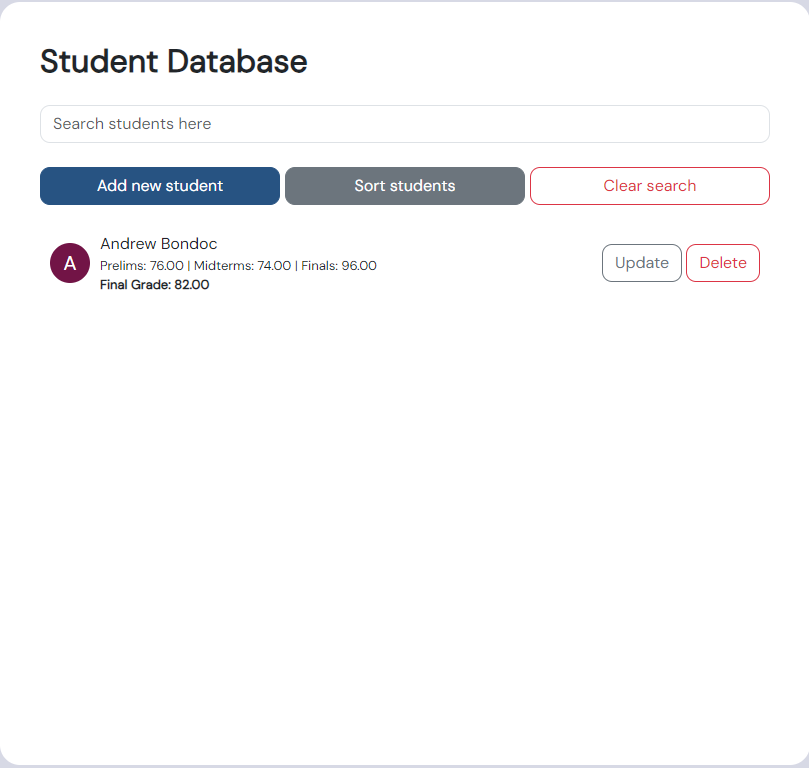 Student Database
Search students here
Add new student Sort students Clear search
Andrew Bondoc
A Prelims: 76.00 | Midterms: 74.00 | Finals: 96.00 Update Delete
Final Grade: 82.00